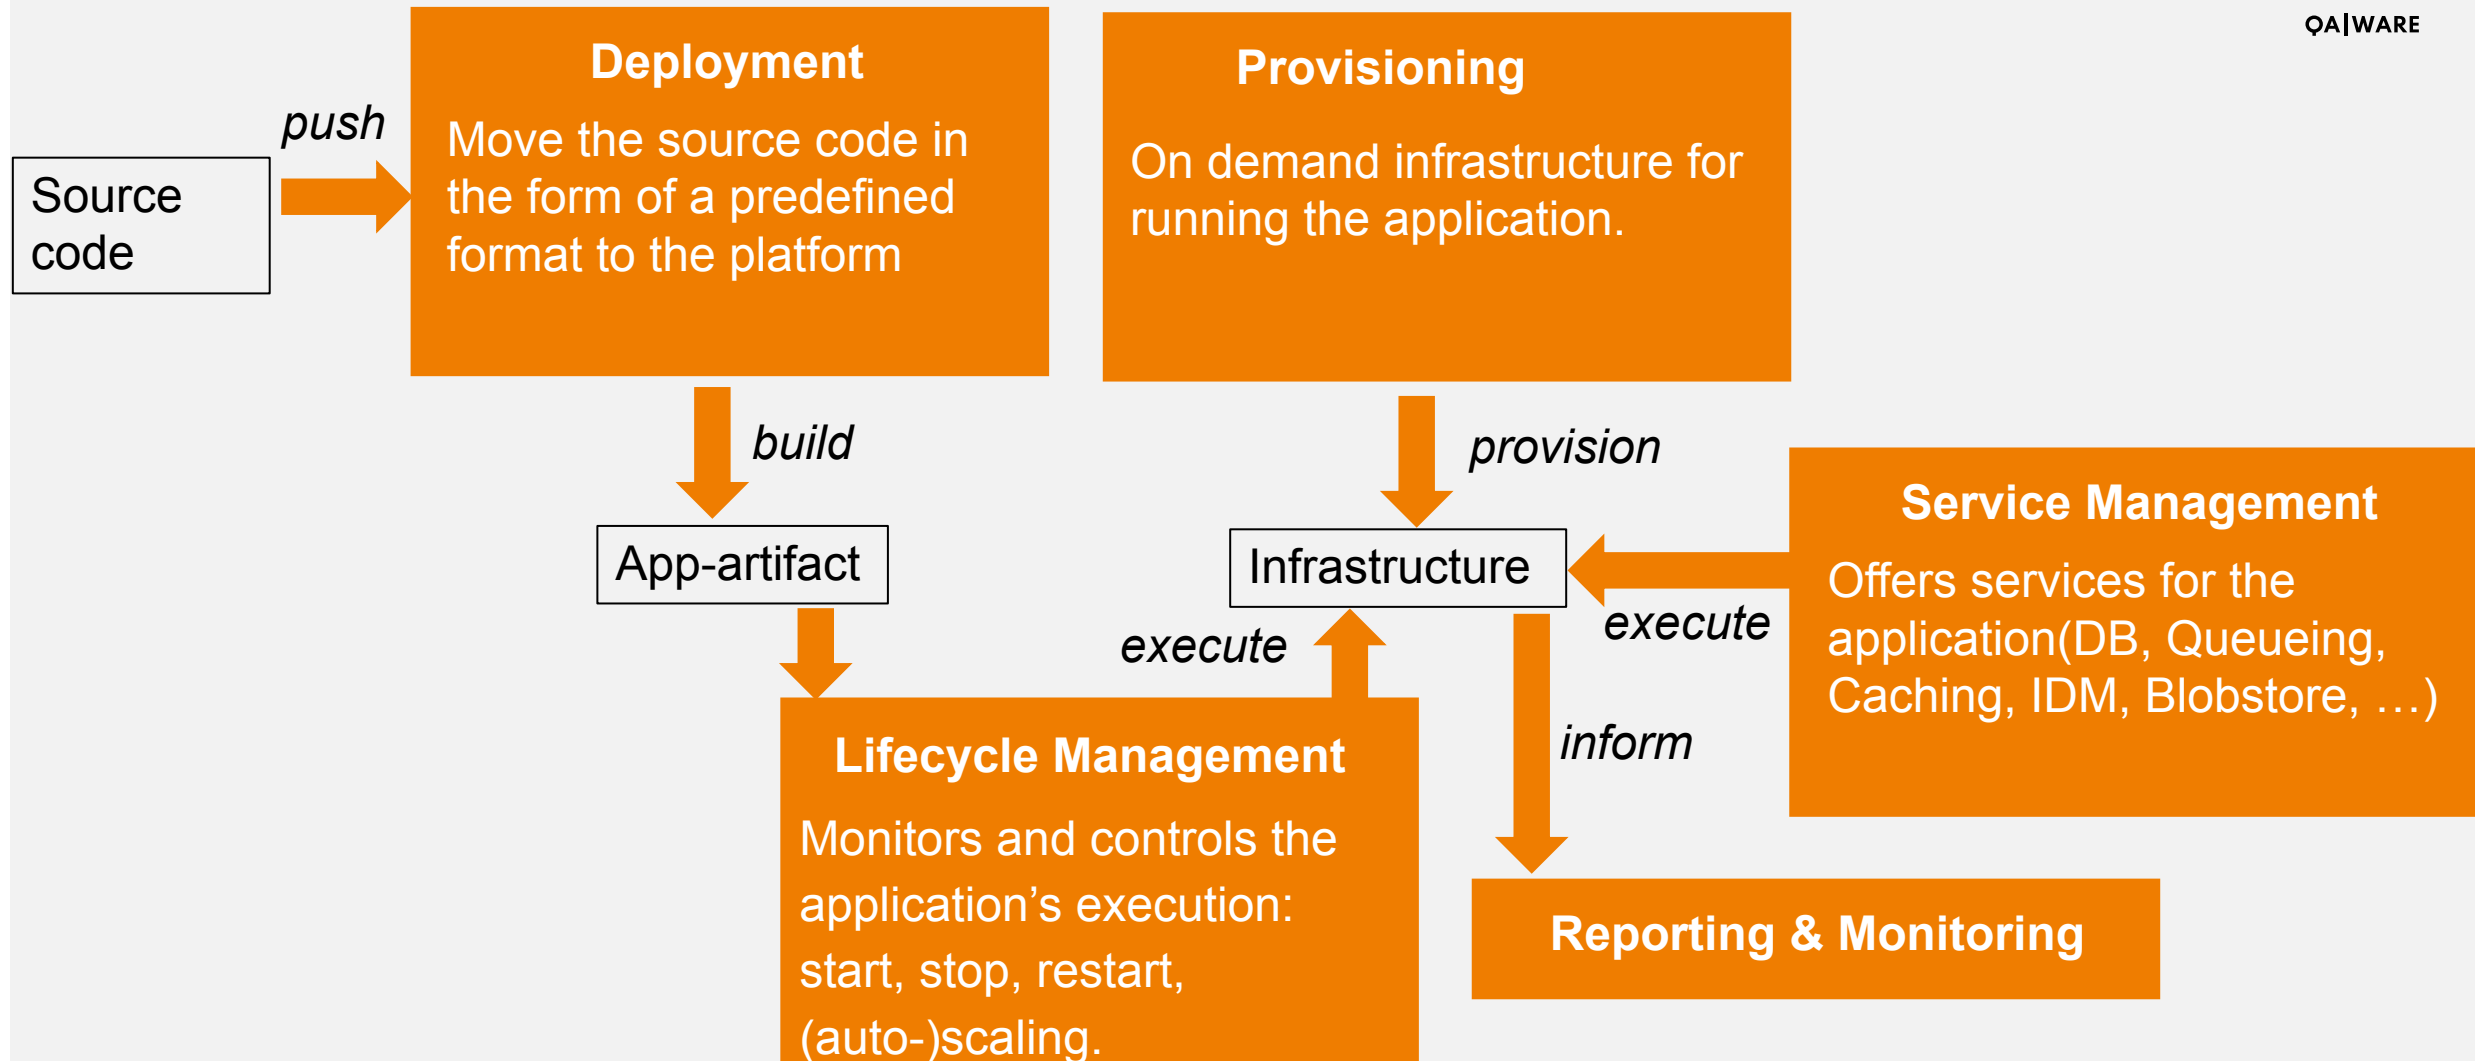 QA|WARE
Deployment
Move the source code in
the form of a predefined
format to the platform
Provisioning
On demand infrastructure for
running the application.
push
Source
code
build
provision
App-artifact
Infrastructure
Service Management
Offers services for the
application(DB, Queueing,
Caching, IDM, Blobstore, …)
execute
execute
inform
Lifecycle Management
Monitors and controls the
application’s execution:
start, stop, restart,
(auto-)scaling.
Reporting & Monitoring